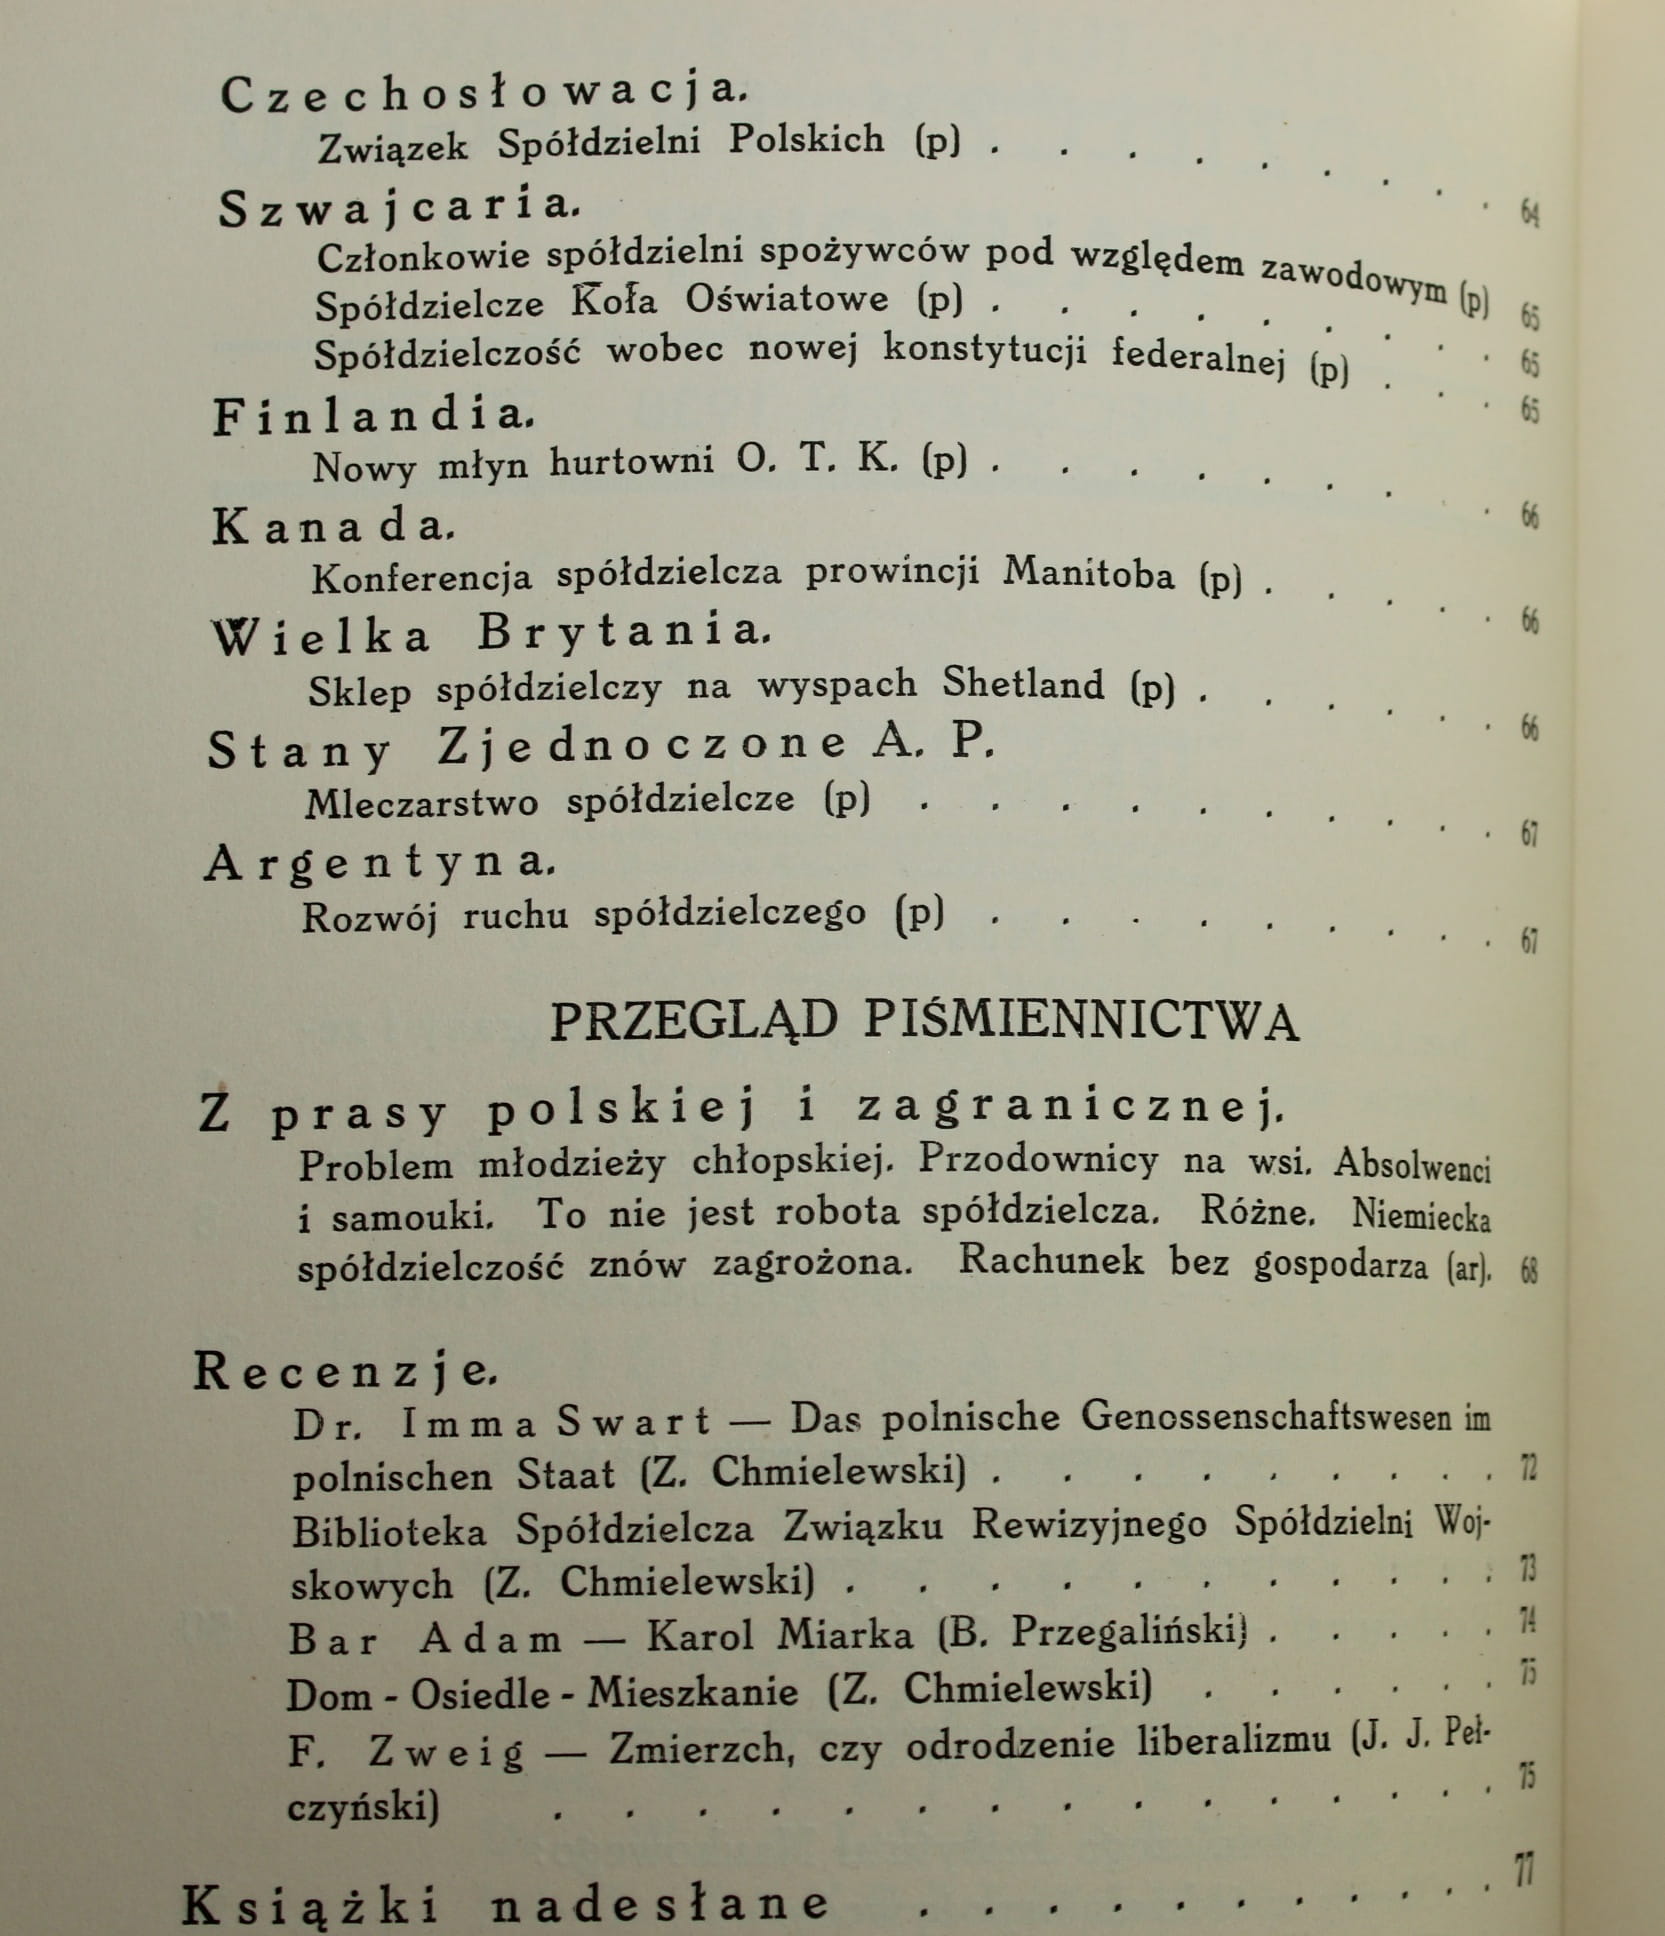 Czechosłowacja.
Związek Spółdzielni Polskich (p) . . . . . . . . . 64
Szwajcaria.
Członkowie spółdzielni spożywców pod względem zawodowym (p) 65
Spółdzielcze Koła Oświatowe (p) . . . . . . . . . 65
Spółdzielczość wobec nowej konstytucji federalnej (p) . . . 65
Finlandia.
Nowy młyn hurtowni O. T. K. (p) . . . . . . . . 66
Kanada.
Konferencja spółdzielcza prowincji Manitoba (p) . . . . . 66
Wielka Brytania.
Sklep spółdzielczy na wyspach Shetland (p) . . . . . . 66
Stany Zjednoczone A. P.
Mleczarstwo spółdzielcze (p) . . . . . . . . . . 67
Argentyna.
Rozwój ruchu spółdzielczego (p) . . . . . . . . . 67
PRZEGLĄD PIŚMIENNICTWA
Z prasy polskiej i zagranicznej.
Problem młodzieży chłopskiej. Przodownicy na wsi. Absolwenci
i samouki. To nie jest robota spółdzielcza. Różne. Niemiecka
spółdzielczość znów zagrożona. Rachunek bez gospodarza (ar). 68
Recenzje.
Dr. Imma Swart — Das polnische Genossenschaftswesen im
polnischen Staat (Z. Chmielewski) . . . . . . . . . 72
Biblioteka Spółdzielcza Związku Rewizyjnego Spółdzielni Woj-
skowych (Z. Chmielewski) . . . . . . . . . . . 73
Bar Adam — Karol Miarka (B. Przegaliński) . . . . . 74
Dom - Osiedle - Mieszkanie (Z. Chmielewski) . . . . . . 75
F. Zweig — Zmierzch, czy odrodzenie liberalizmu (J. J. Peł-
czyński) . . . . . . . . . . . . . . . 75
Książki nadesłane . . . . . . . . . . 77